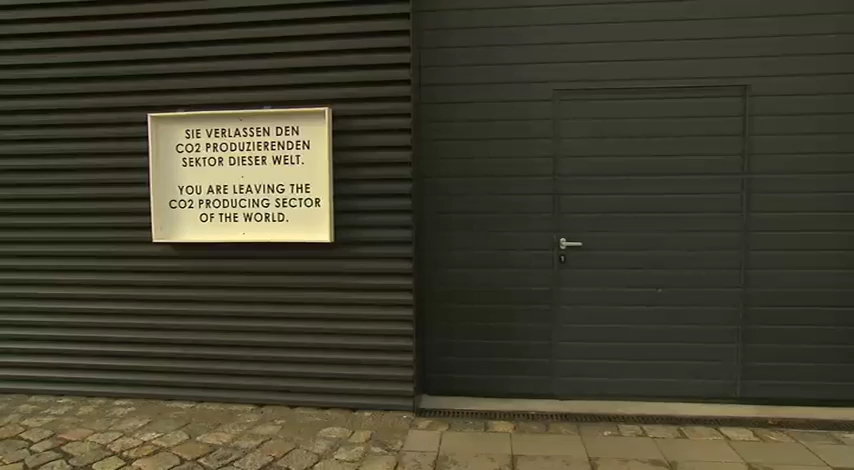 SIE VERLASSEN DEN
CO2 PRODUZIERENDEN
SEKTOR DIESER WELT.
YOU ARE LEAVING THE
CO2 PRODUCING SECTOR
OF THE WORLD.